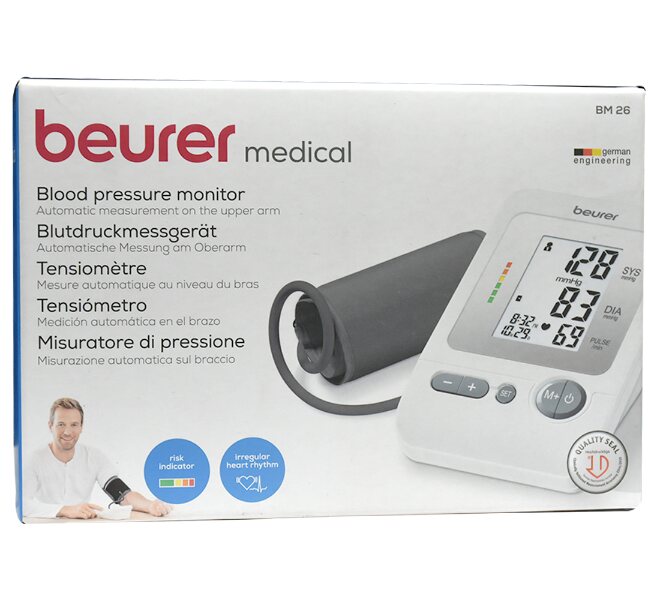 BM 26
beurer medical
german
engineering
Blood pressure monitor
Automatic measurement on the upper arm
Blutdruckmessgerät
Automatische Messung am Oberarm
Tensiomètre
Mesure automatique au niveau du bras
Tensiómetro
Medición automática en el brazo
Misuratore di pressione
Misurazione automatica sul braccio
beurer
128 SYS
mmHg mmHg
83 DIA
mmHg
8:32
10:29
69 PULSE
/min
− + SET M+
risk
indicator
irregular
heart rhythm
QUALITY SEAL